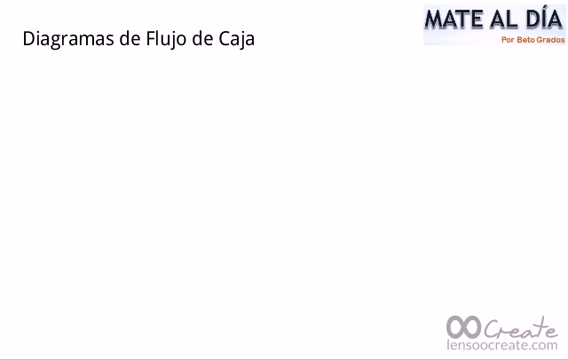 MATE AL DÍA
Por Beto Grados
Diagramas de Flujo de Caja
Create
lensoocreate.com